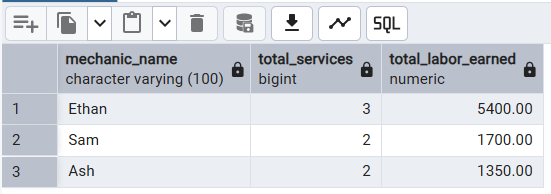 SQL
mechanic_name total_services total_labor_earned
character varying (100) bigint numeric
1 Ethan 3 5400.00
2 Sam 2 1700.00
3 Ash 2 1350.00